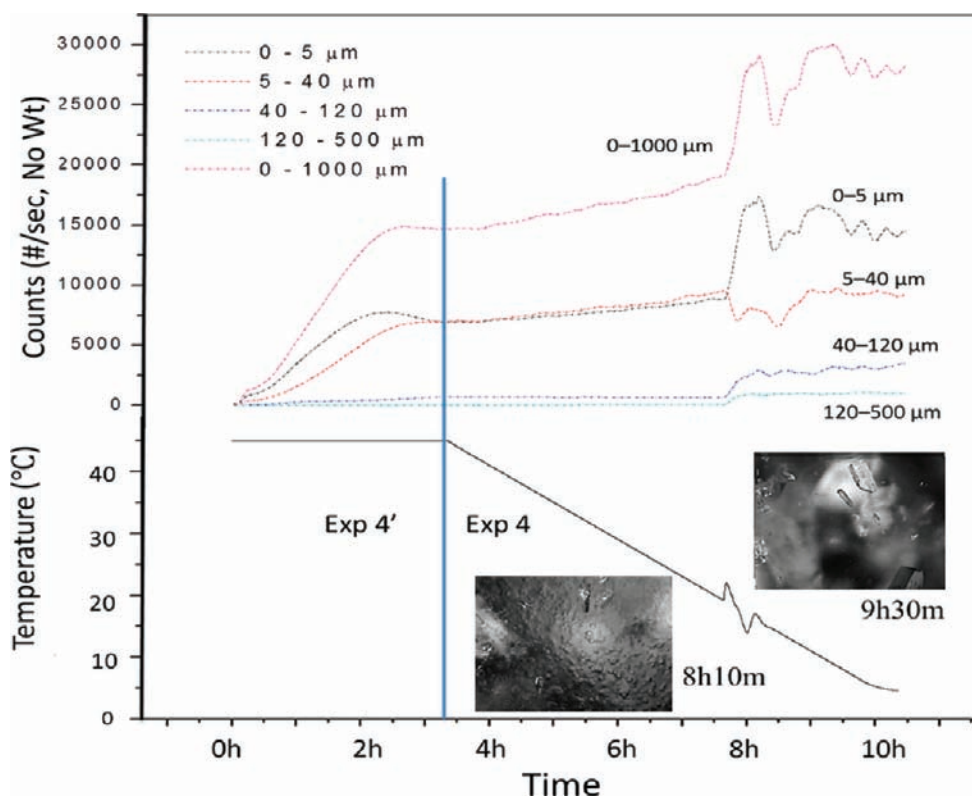 Counts (#/sec, No Wt)
30000
25000
20000
15000
10000
5000
0
0 - 5 μm
5 - 40 μm
40 - 120 μm
120 - 500 μm
0 - 1000 μm
0–1000 μm
0–5 μm
5–40 μm
40–120 μm
120–500 μm
Temperature (°C)
40
30
20
10
0
Exp 4′
Exp 4
8h10m
9h30m
0h
2h
4h
6h
8h
10h
Time